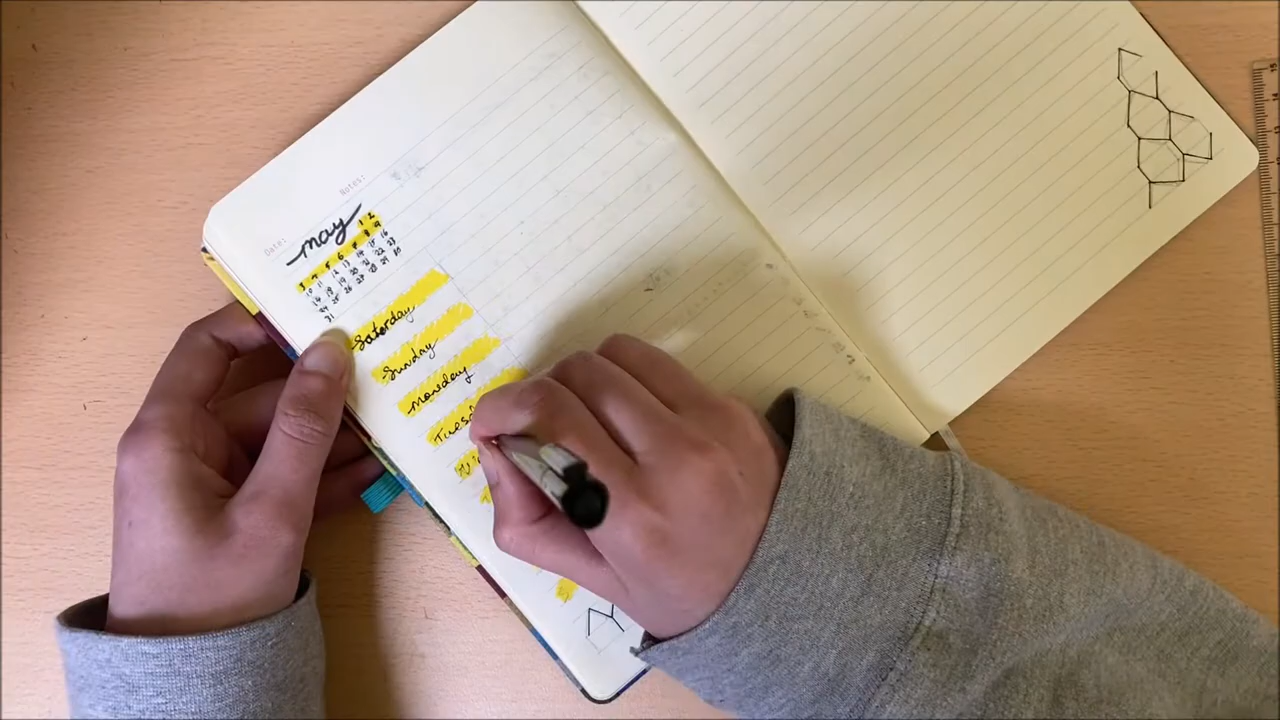 Date:
Notes:
may
1 2
3 4 5 6 7 8 9
10 11 12 13 14 15 16
17 18 19 20 21 22 23
24 25 26 27 28 29 30
31
Saturday
Sunday
Monday
Tuesd